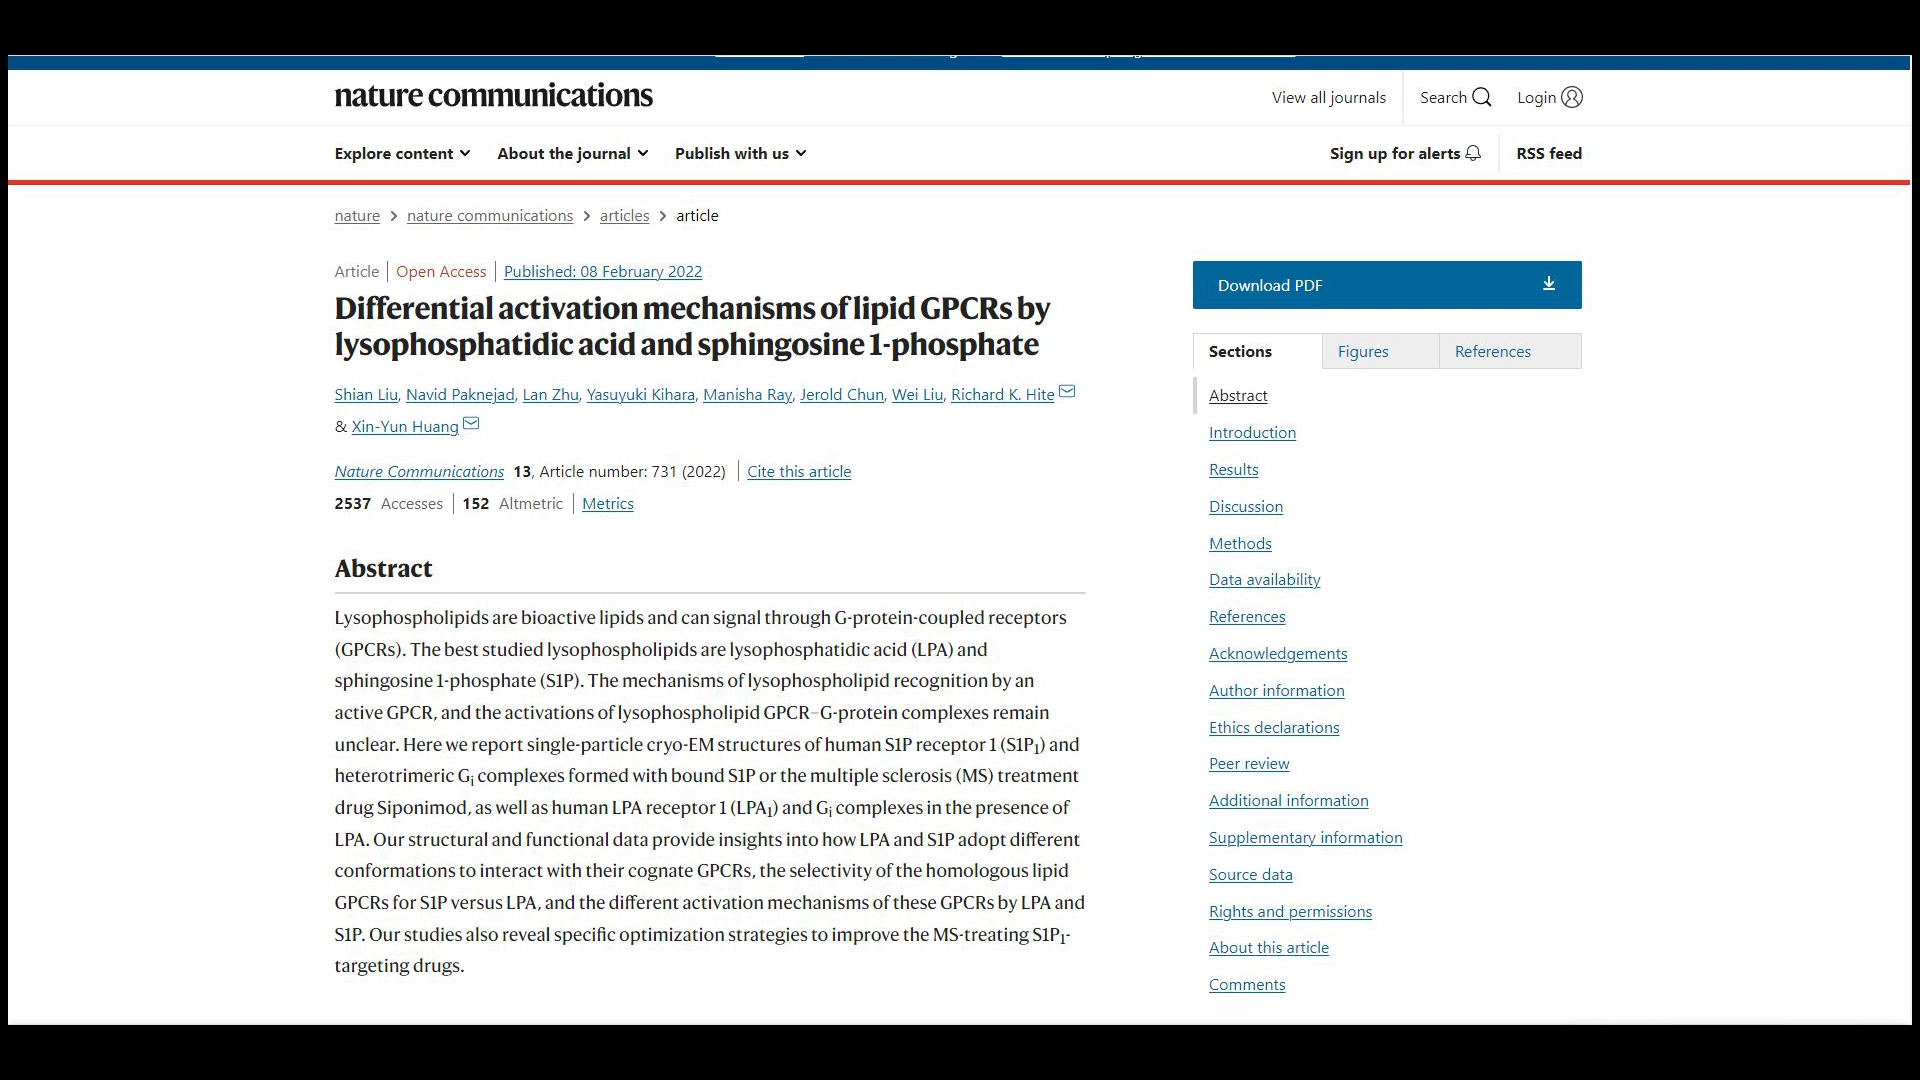 nature communications
View all journals
Search
Login
Explore content
About the journal
Publish with us
Sign up for alerts
RSS feed
nature > nature communications > articles > article
Article | Open Access | Published: 08 February 2022
Differential activation mechanisms of lipid GPCRs by
lysophosphatidic acid and sphingosine 1-phosphate
Shian Liu, Navid Paknejad, Lan Zhu, Yasuyuki Kihara, Manisha Ray, Jerold Chun, Wei Liu, Richard K. Hite
& Xin-Yun Huang
Nature Communications 13, Article number: 731 (2022) | Cite this article
2537 Accesses | 152 Altmetric | Metrics
Abstract
Lysophospholipids are bioactive lipids and can signal through G-protein-coupled receptors
(GPCRs). The best studied lysophospholipids are lysophosphatidic acid (LPA) and
sphingosine 1-phosphate (S1P). The mechanisms of lysophospholipid recognition by an
active GPCR, and the activations of lysophospholipid GPCR–G-protein complexes remain
unclear. Here we report single-particle cryo-EM structures of human S1P receptor 1 (S1P₁) and
heterotrimeric Gᵢ complexes formed with bound S1P or the multiple sclerosis (MS) treatment
drug Siponimod, as well as human LPA receptor 1 (LPA₁) and Gᵢ complexes in the presence of
LPA. Our structural and functional data provide insights into how LPA and S1P adopt different
conformations to interact with their cognate GPCRs, the selectivity of the homologous lipid
GPCRs for S1P versus LPA, and the different activation mechanisms of these GPCRs by LPA and
S1P. Our studies also reveal specific optimization strategies to improve the MS-treating S1P₁-
targeting drugs.
Download PDF
Sections
Figures
References
Abstract
Introduction
Results
Discussion
Methods
Data availability
References
Acknowledgements
Author information
Ethics declarations
Peer review
Additional information
Supplementary information
Source data
Rights and permissions
About this article
Comments